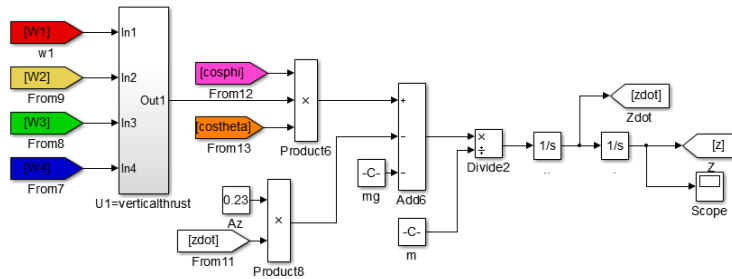 [W1]
w1
[W2]
From9
[W3]
From8
[W4]
From7
In1
In2
In3
In4
Out1
U1=verticalthrust
[cosphi]
From12
[costheta]
From13
×
Product6
0.23
Az
[zdot]
From11
×
Product8
-C-
mg
+
−
−
Add6
-C-
m
×
÷
Divide2
1/s
..
1/s
.
[zdot]
Zdot
[z]
Z
Scope